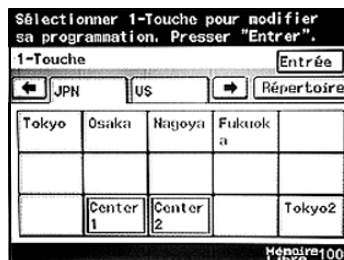 Sélectionner 1-Touche pour modifier
sa programmation. Presser "Entrer".
1-Touche Entrée
JPN US Répertoire
Tokyo Osaka Nagoya Fukuok
a
Center Center Tokyo2
1 2
Mémoire 100
Libre